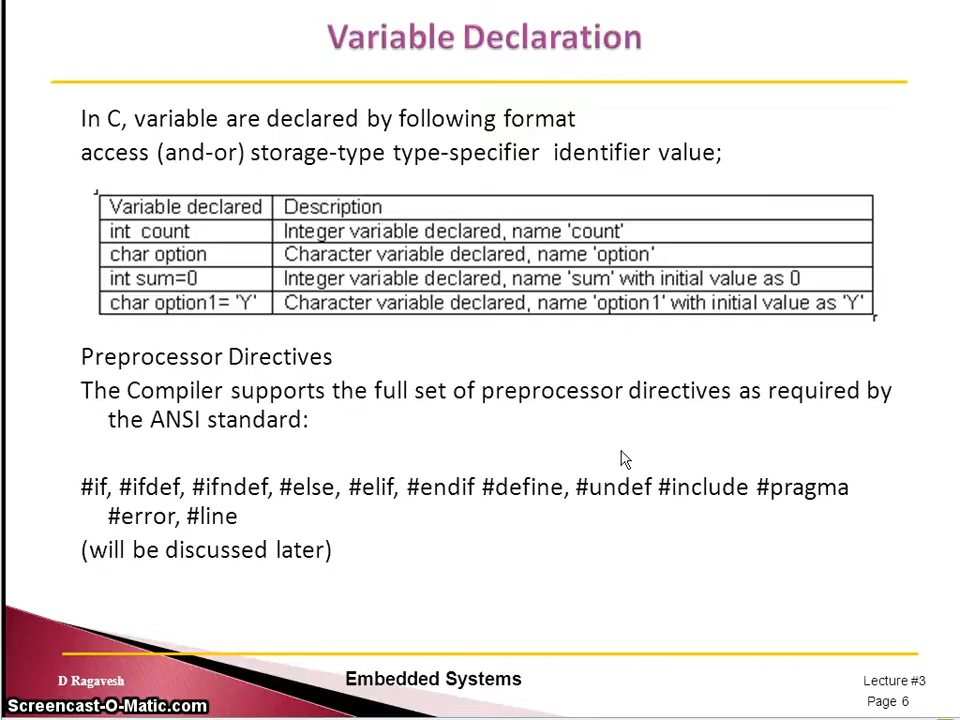 Variable Declaration
In C, variable are declared by following format
access (and-or) storage-type type-specifier identifier value;
Variable declared Description
int count Integer variable declared, name 'count'
char option Character variable declared, name 'option'
int sum=0 Integer variable declared, name 'sum' with initial value as 0
char option1= 'Y' Character variable declared, name 'option1' with initial value as 'Y'
Preprocessor Directives
The Compiler supports the full set of preprocessor directives as required by
the ANSI standard:
#if, #ifdef, #ifndef, #else, #elif, #endif #define, #undef #include #pragma
#error, #line
(will be discussed later)
D Ragavesh Embedded Systems Lecture #3
Page 6
Screencast-O-Matic.com